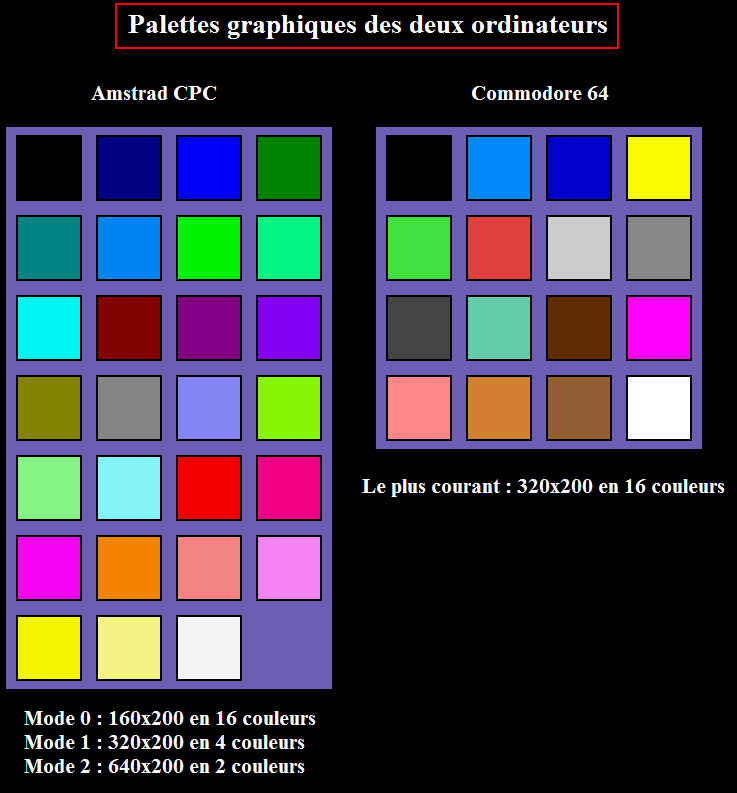 Palettes graphiques des deux ordinateurs
Amstrad CPC
Commodore 64
Le plus courant : 320x200 en 16 couleurs
Mode 0 : 160x200 en 16 couleurs
Mode 1 : 320x200 en 4 couleurs
Mode 2 : 640x200 en 2 couleurs